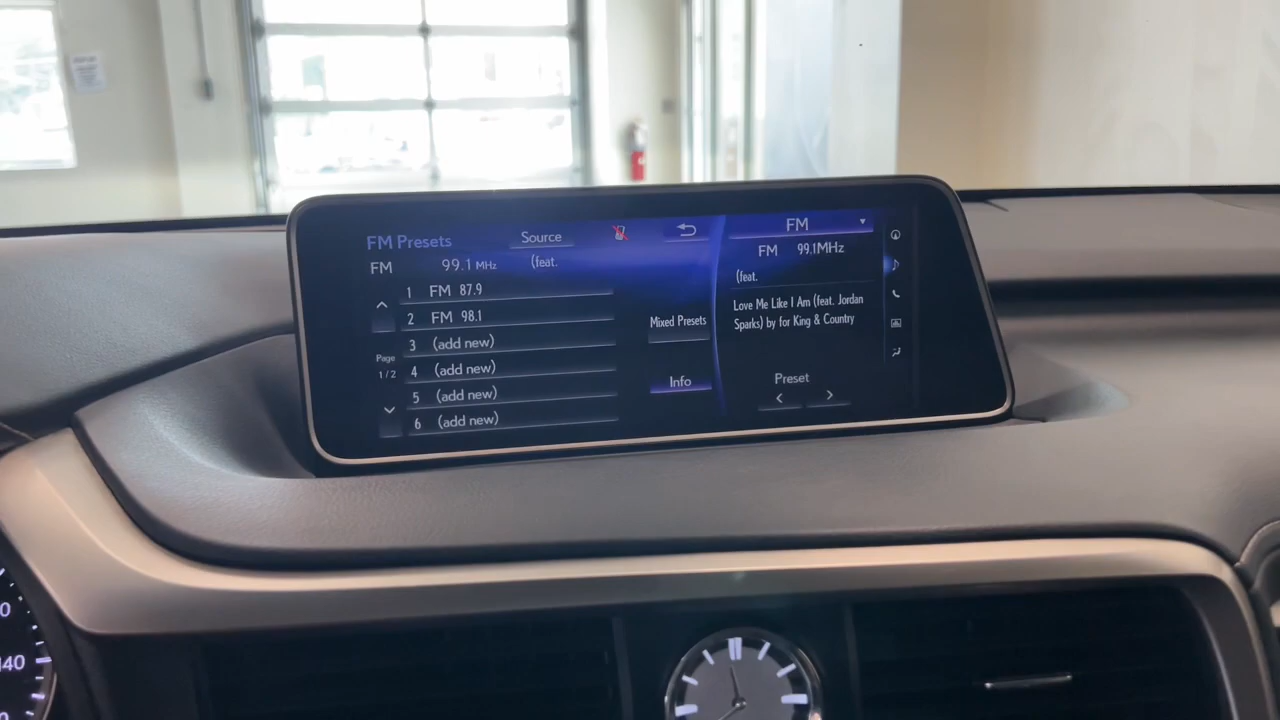 FM Presets
Source
FM
99.1 MHz
(feat.
1 FM 87.9
2 FM 98.1
3 (add new)
4 (add new)
5 (add new)
6 (add new)
Page
1/2
Mixed Presets
Info
FM
FM 99.1MHz
(feat.
Love Me Like I Am (feat. Jordan
Sparks) by for King & Country
Preset
140